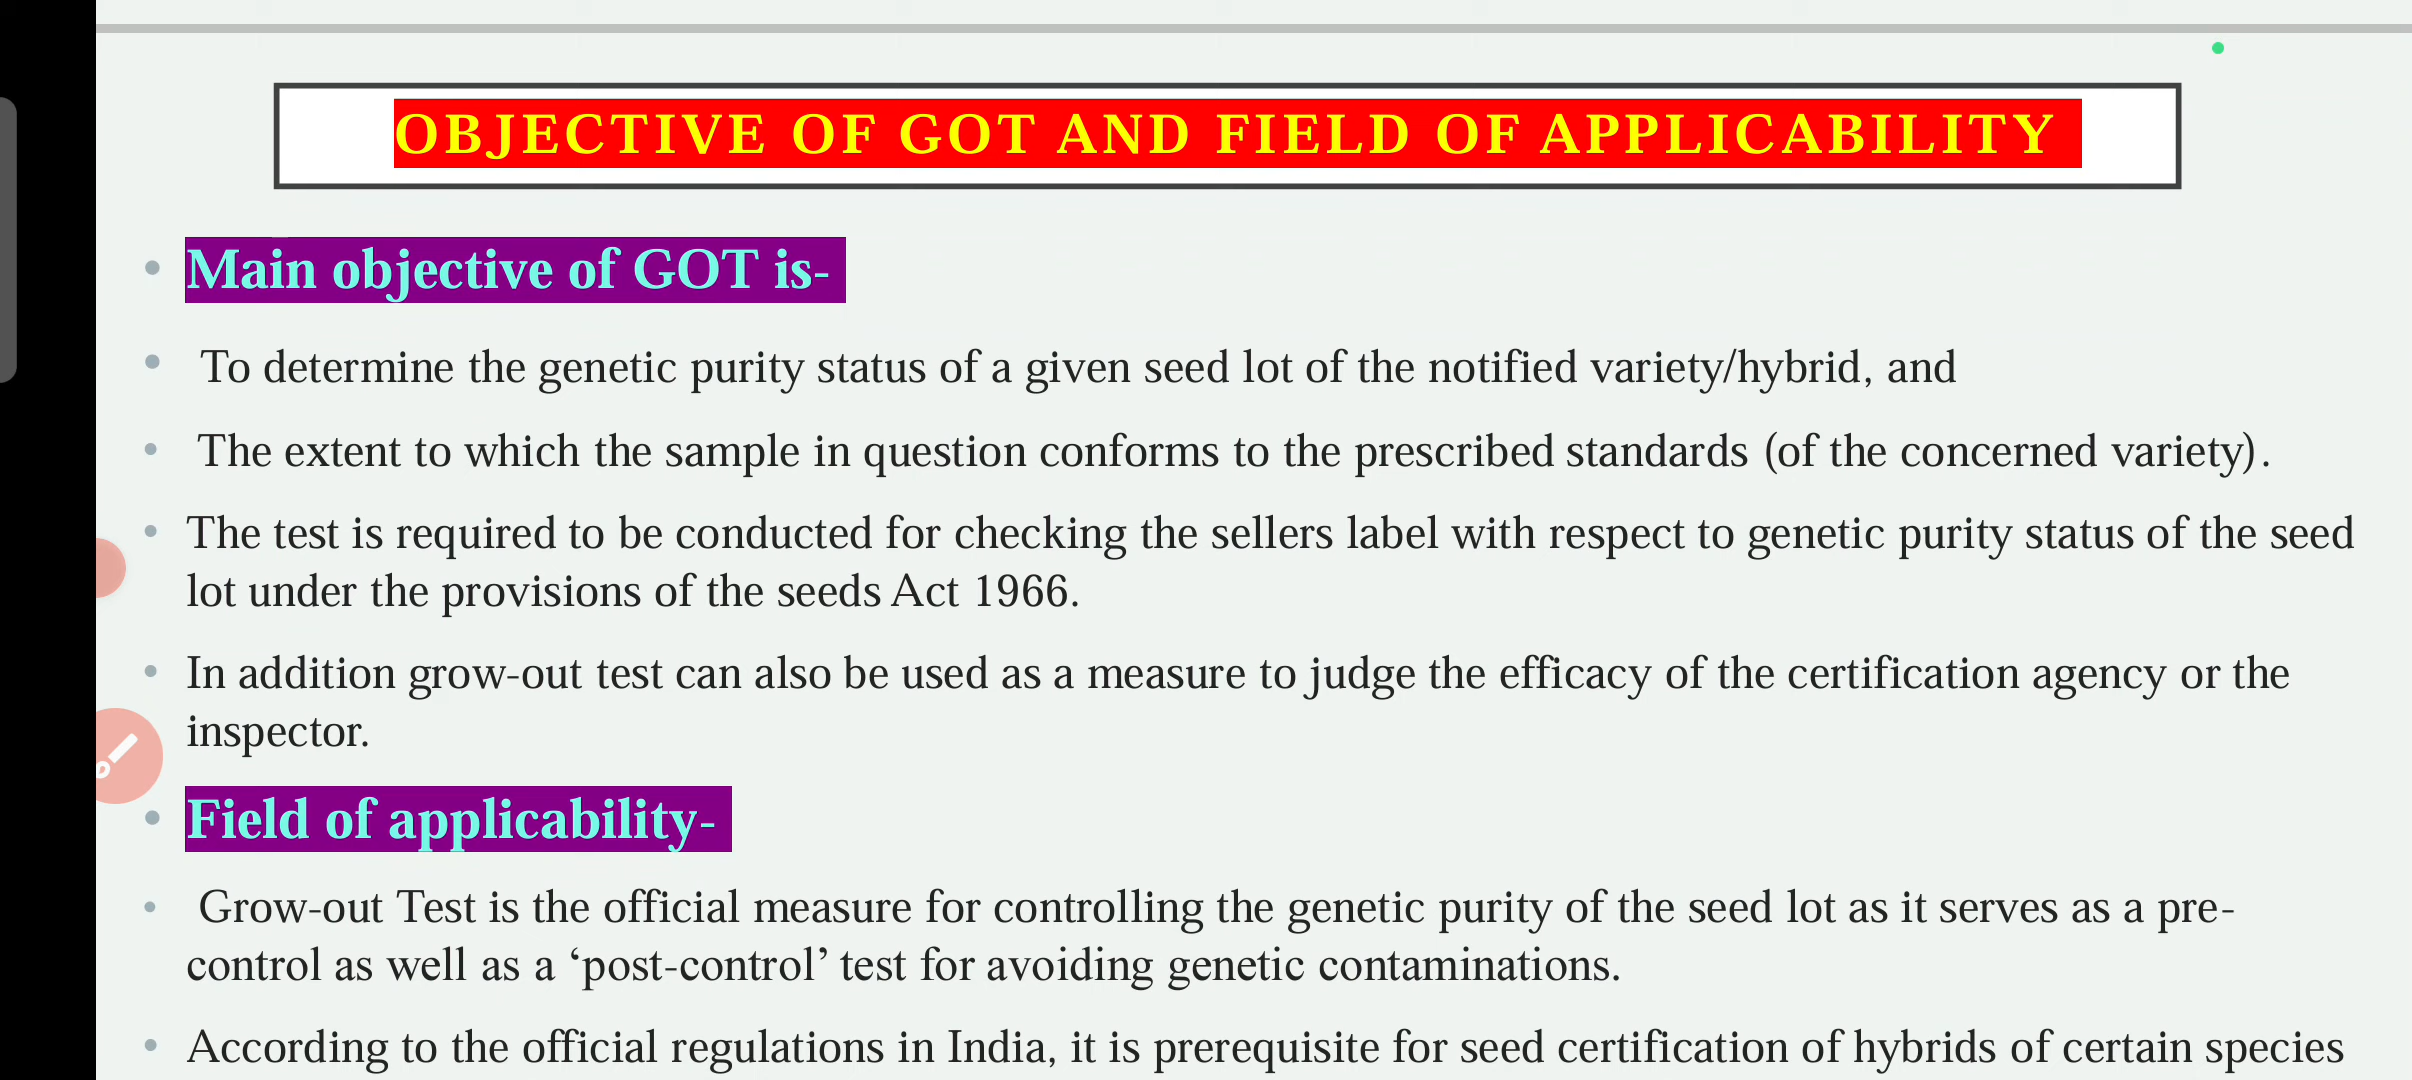 OBJECTIVE OF GOT AND FIELD OF APPLICABILITY
• Main objective of GOT is-
• To determine the genetic purity status of a given seed lot of the notified variety/hybrid, and
• The extent to which the sample in question conforms to the prescribed standards (of the concerned variety).
• The test is required to be conducted for checking the sellers label with respect to genetic purity status of the seed
lot under the provisions of the seeds Act 1966.
• In addition grow-out test can also be used as a measure to judge the efficacy of the certification agency or the
inspector.
• Field of applicability-
• Grow-out Test is the official measure for controlling the genetic purity of the seed lot as it serves as a pre-
control as well as a ‘post-control’ test for avoiding genetic contaminations.
• According to the official regulations in India, it is prerequisite for seed certification of hybrids of certain species